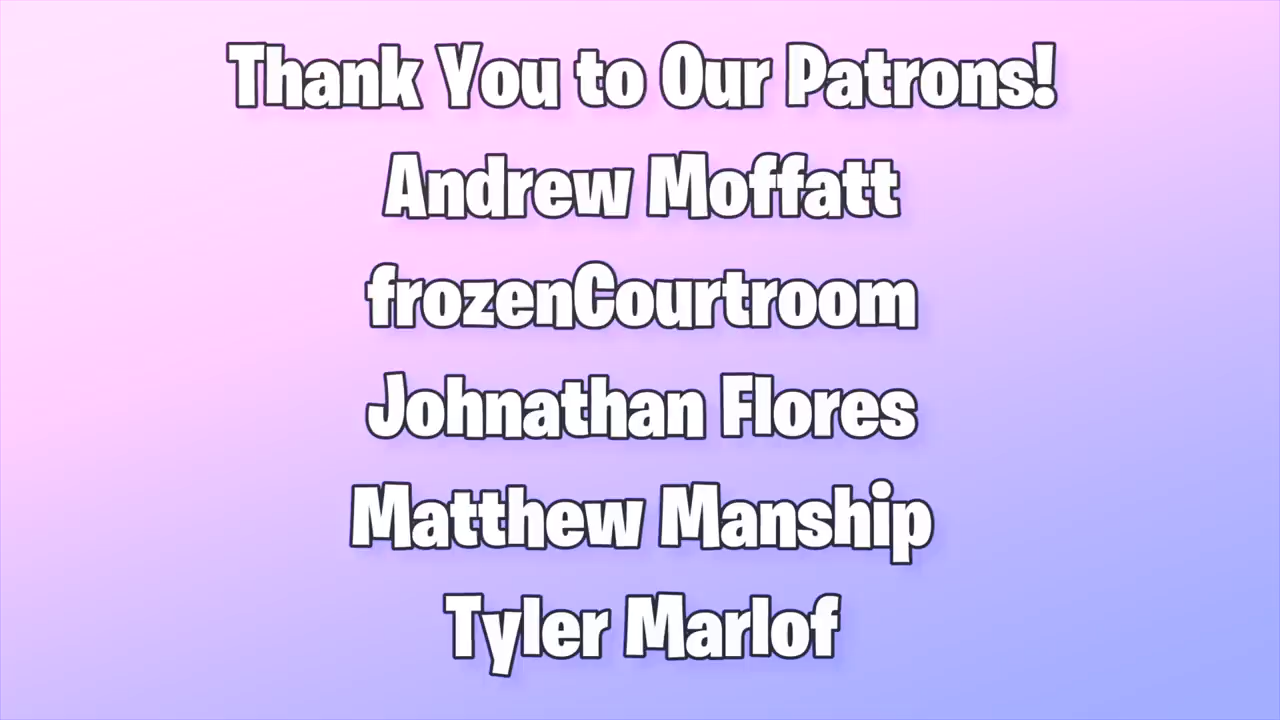 Thank You to Our Patrons!
Andrew Moffatt
frozenCourtroom
Johnathan Flores
Matthew Manship
Tyler Marlof